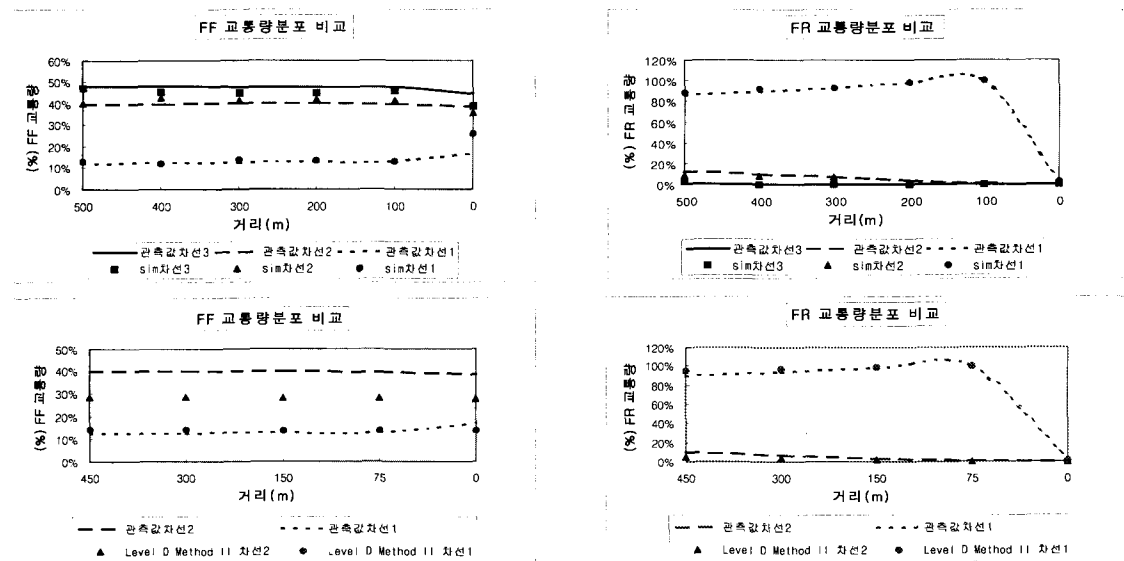 FF 교통량분포 비교
(%) FF 교통량
60%
50%
40%
30%
20%
10%
0%
500 400 300 200 100 0
거리(m)
관측값차선3 관측값차선2 관측값차선1
sim차선3 sim차선2 sim차선1
FR 교통량분포 비교
(%) FR 교통량
120%
100%
80%
60%
40%
20%
0%
500 400 300 200 100 0
거리(m)
관측값차선3 관측값차선2 관측값차선1
sim차선3 sim차선2 sim차선1
FF 교통량분포 비교
(%) FF 교통량
50%
40%
30%
20%
10%
0%
450 300 150 75 0
거리(m)
관측값차선2 관측값차선1
Level D Method II 차선2 Level D Method II 차선1
FR 교통량분포 비교
(%) FR 교통량
120%
100%
80%
60%
40%
20%
0%
450 300 150 75 0
거리(m)
관측값차선2 관측값차선1
Level D Method II 차선2 Level D Method II 차선1